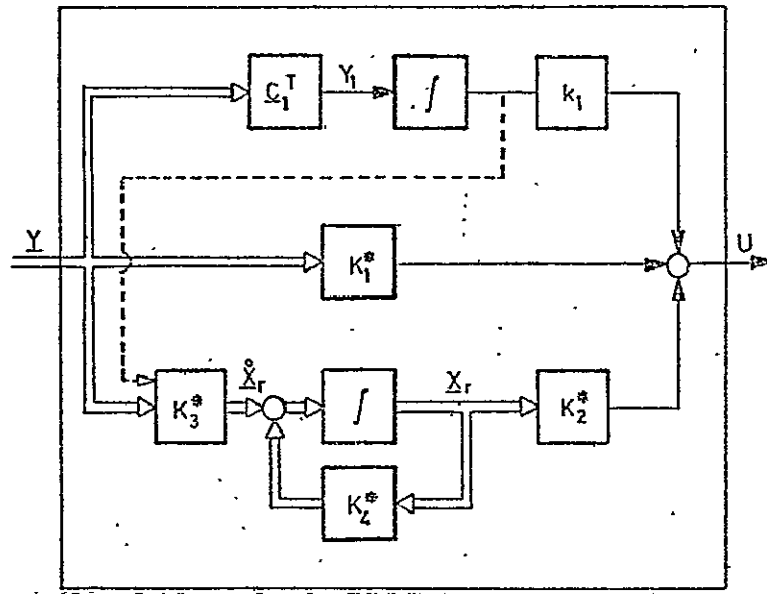 C₁ᵀ
Y₁
∫
k₁
Y
K₁*
U
K₃*
Ẋᵣ
∫
Xᵣ
K₂*
K₄*